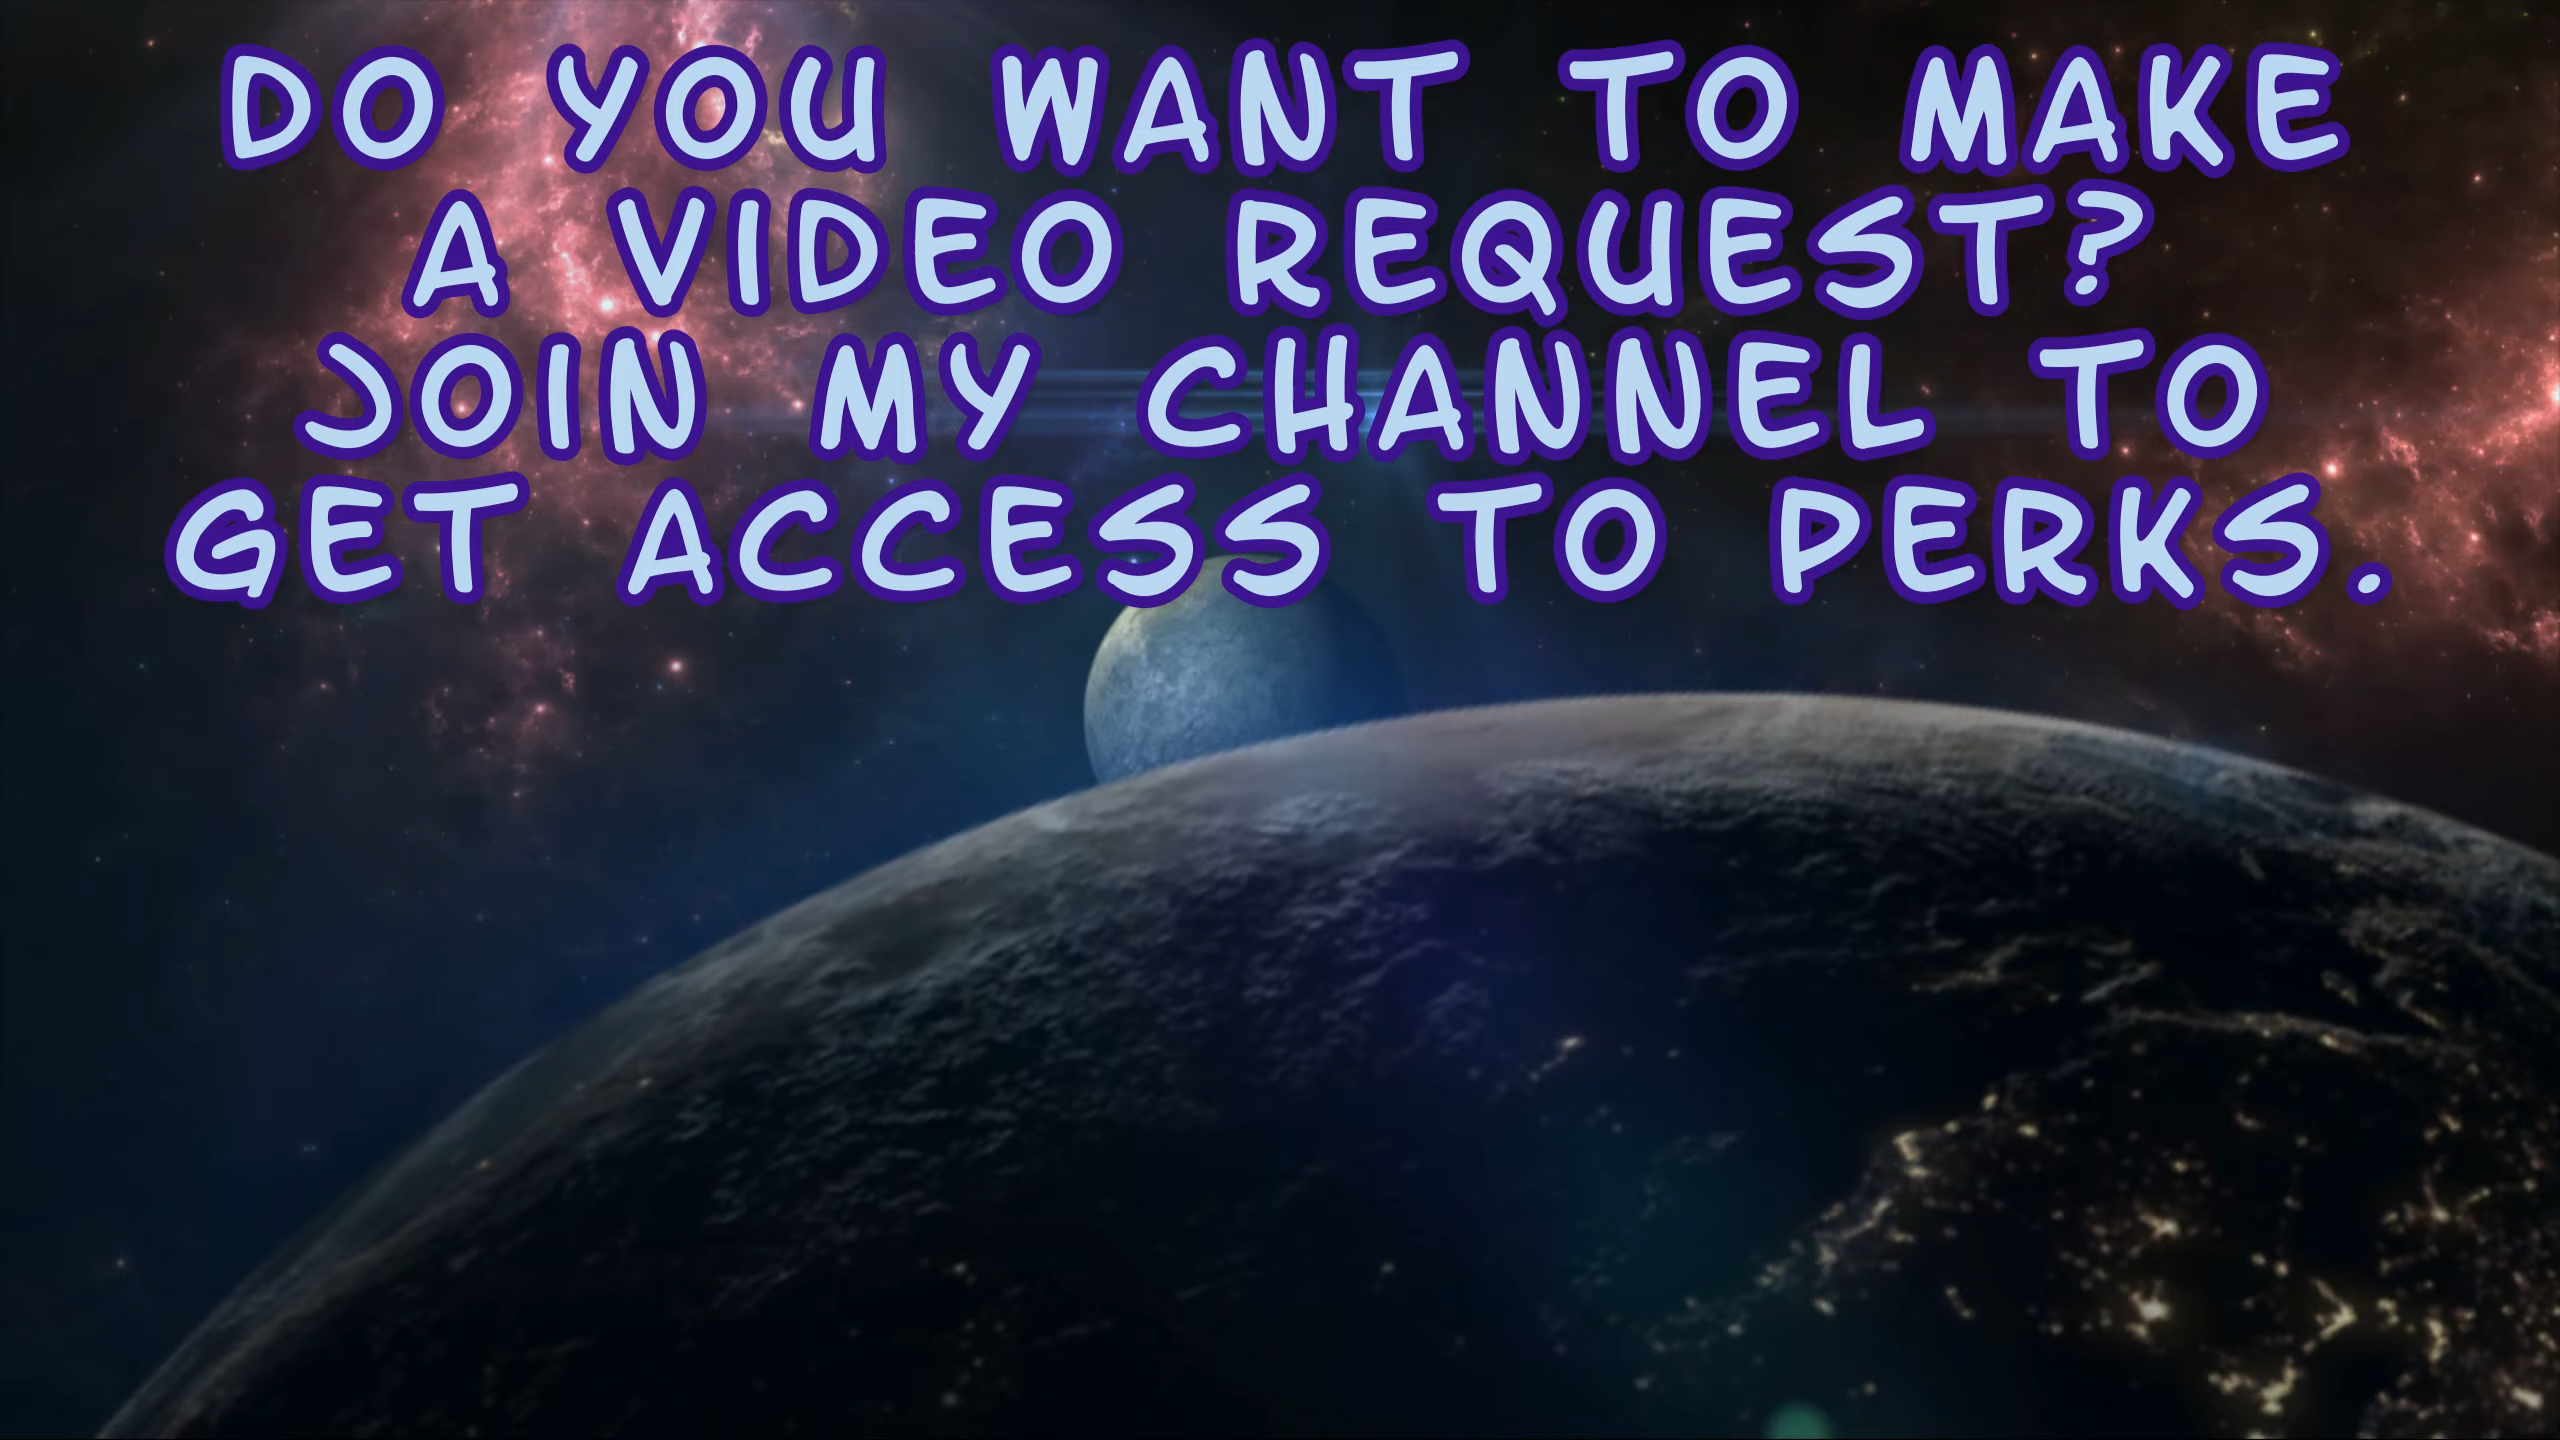 DO YOU WANT TO MAKE
A VIDEO REQUEST?
JOIN MY CHANNEL TO
GET ACCESS TO PERKS.